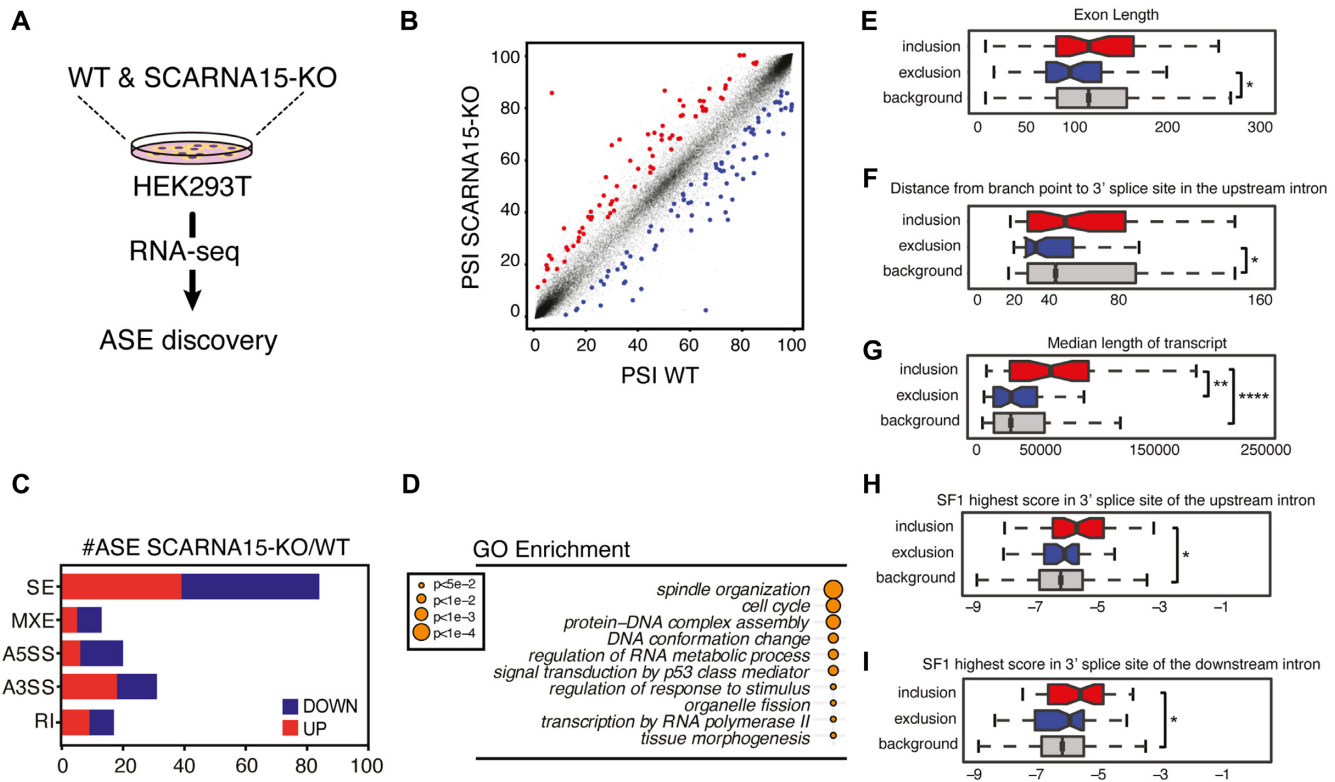 A
WT & SCARNA15-KO
HEK293T
RNA-seq
ASE discovery
B
PSI SCARNA15-KO
100
80
60
40
20
0
0 20 40 60 80 100
PSI WT
C
#ASE SCARNA15-KO/WT
SE
MXE
A5SS
A3SS
RI
DOWN
UP
0 20 40 60 80 100
D
GO Enrichment
p<5e−2
p<1e−2
p<1e−3
p<1e−4
spindle organization
cell cycle
protein−DNA complex assembly
DNA conformation change
regulation of RNA metabolic process
signal transduction by p53 class mediator
regulation of response to stimulus
organelle fission
transcription by RNA polymerase II
tissue morphogenesis
E
Exon Length
inclusion
exclusion
background
*
0 50 100 200 300
F
Distance from branch point to 3' splice site in the upstream intron
inclusion
exclusion
background
*
0 20 40 80 160
G
Median length of transcript
inclusion
exclusion
background
**
****
0 50000 150000 250000
H
SF1 highest score in 3' splice site of the upstream intron
inclusion
exclusion
background
*
−9 −7 −5 −3 −1
I
SF1 highest score in 3' splice site of the downstream intron
inclusion
exclusion
background
*
−9 −7 −5 −3 −1